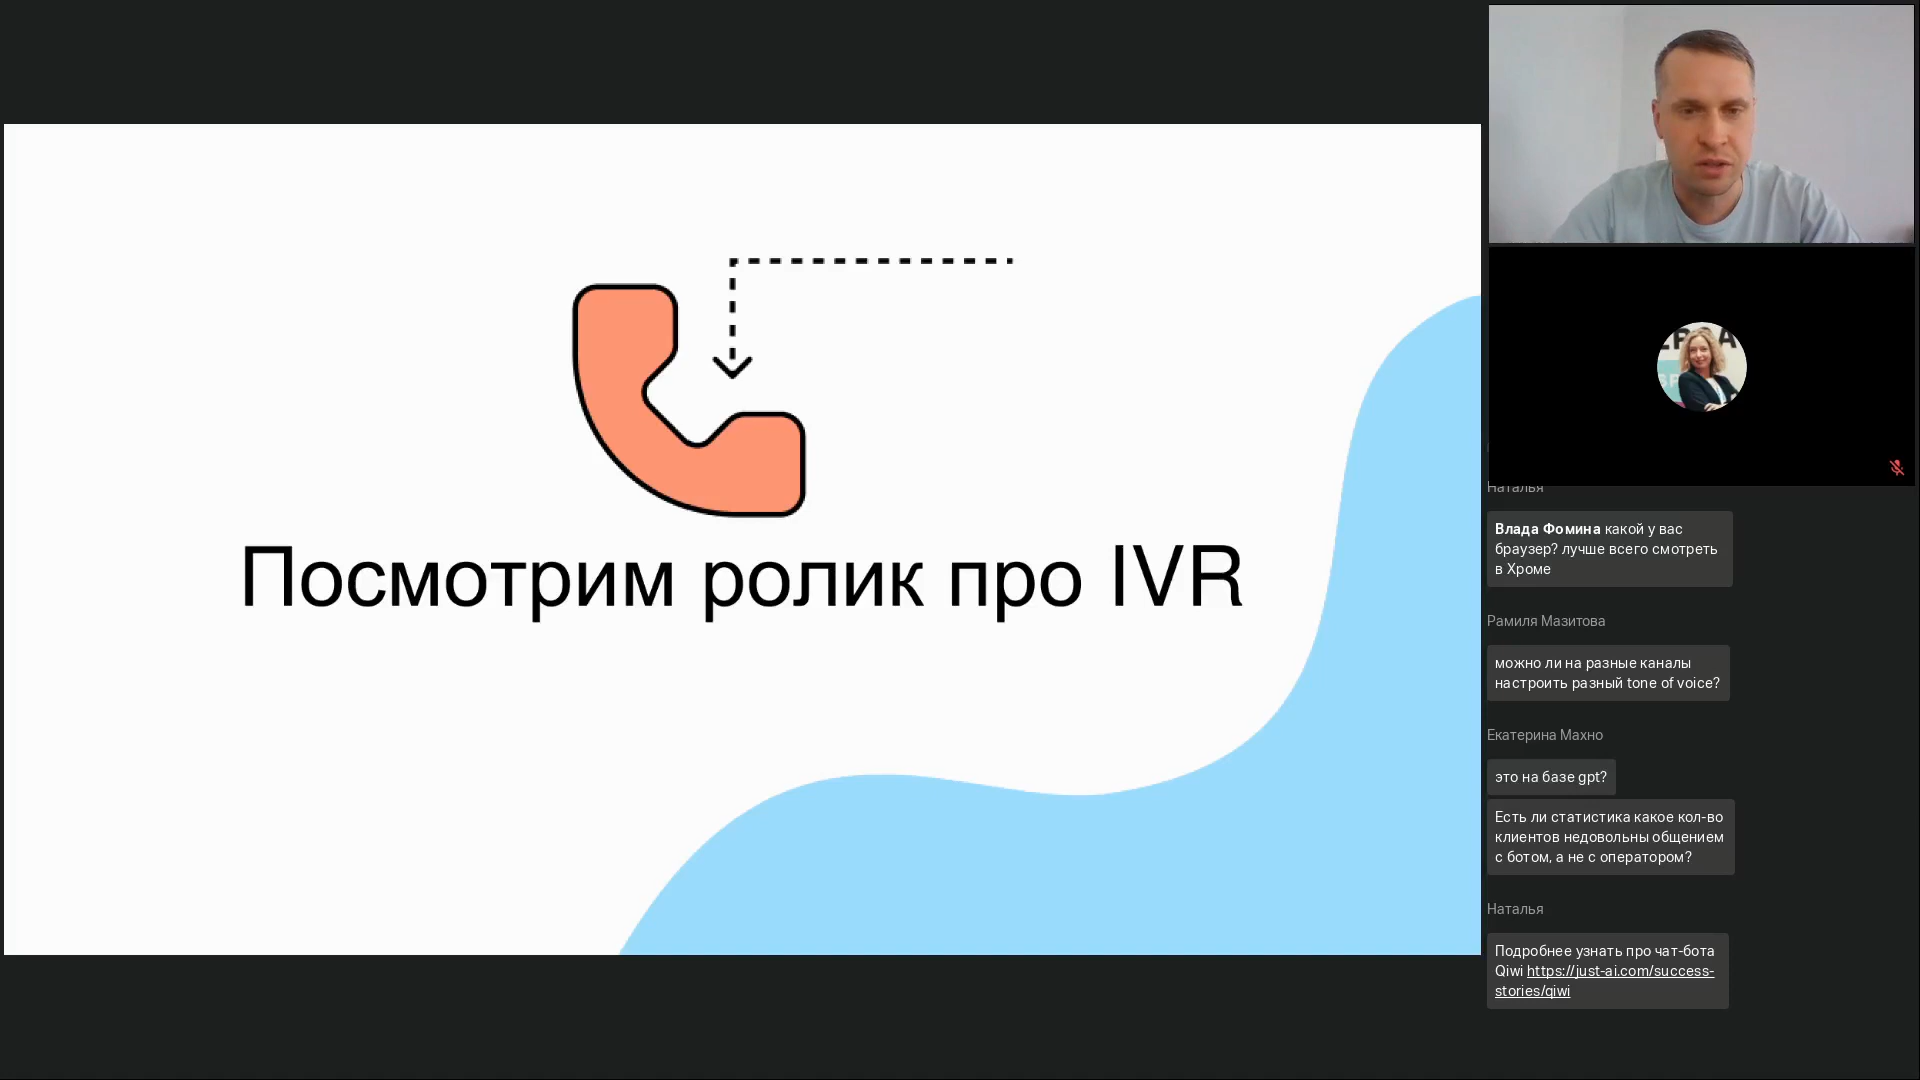 Посмотрим ролик про IVR
Наталья
Влада Фомина какой у вас
браузер? лучше всего смотреть
в Хроме
Рамиля Мазитова
можно ли на разные каналы
настроить разный tone of voice?
Екатерина Махно
это на базе gpt?
Есть ли статистика какое кол-во
клиентов недовольны общением
с ботом, а не с оператором?
Наталья
Подробнее узнать про чат-бота
Qiwi https://just-ai.com/success-
stories/qiwi